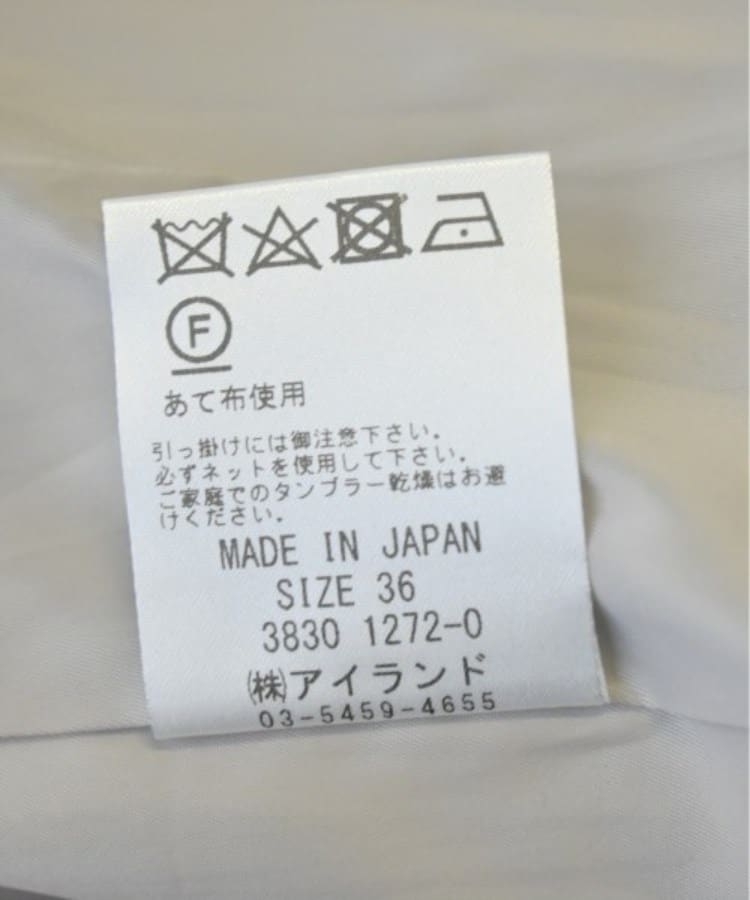 F
あて布使用
引っ掛けには御注意下さい。
必ずネットを使用して下さい。
ご家庭でのタンブラー乾燥はお避
けください。
MADE IN JAPAN
SIZE 36
3830 1272-0
㈱アイランド
03-5459-4655